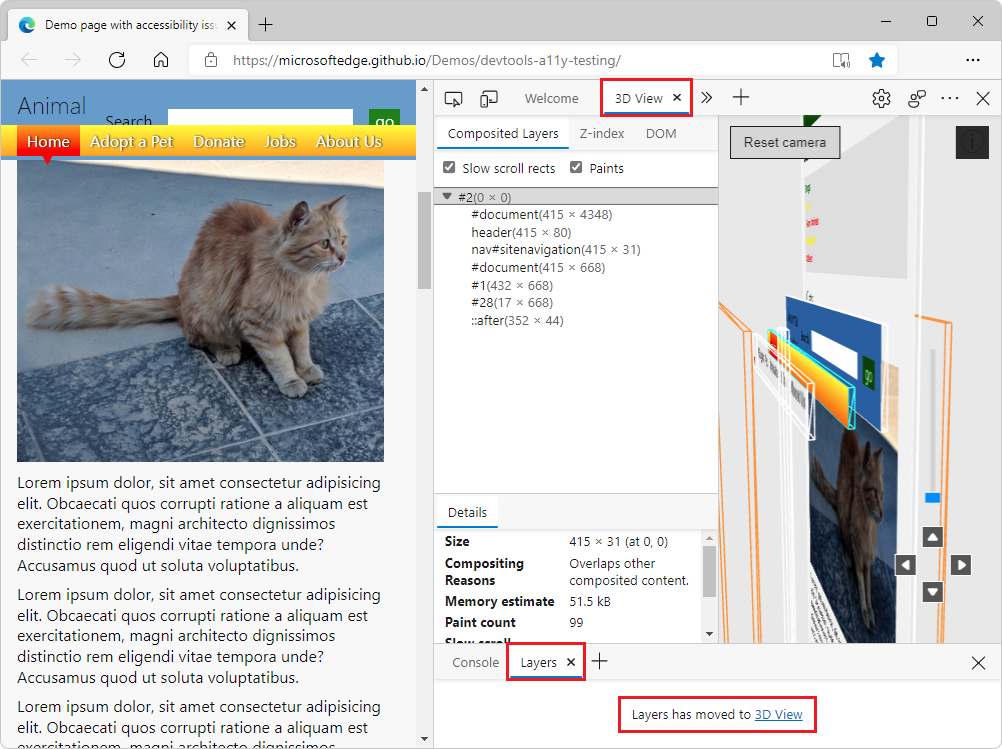 Demo page with accessibility issu
https://microsoftedge.github.io/Demos/devtools-a11y-testing/
Animal
Search
go
Home Adopt a Pet Donate Jobs About Us
Lorem ipsum dolor, sit amet consectetur adipisicing
elit. Obcaecati quos corrupti ratione a aliquam est
exercitationem, magni architecto dignissimos
distinctio rem eligendi vitae tempora unde?
Accusamus quod ut soluta voluptatibus.
Lorem ipsum dolor, sit amet consectetur adipisicing
elit. Obcaecati quos corrupti ratione a aliquam est
exercitationem, magni architecto dignissimos
distinctio rem eligendi vitae tempora unde?
Accusamus quod ut soluta voluptatibus.
Lorem ipsum dolor, sit amet consectetur adipisicing
elit. Obcaecati quos corrupti ratione a aliquam est
Welcome 3D View
Composited Layers Z-index DOM
Slow scroll rects Paints
#2(0 × 0)
#document(415 × 4348)
header(415 × 80)
nav#sitenavigation(415 × 31)
#document(415 × 668)
#1(432 × 668)
#28(17 × 668)
::after(352 × 44)
Reset camera
go
Details
Size 415 × 31 (at 0, 0)
Compositing Reasons Overlaps other
composited content.
Memory estimate 51.5 kB
Paint count 99
Slow scroll
Console Layers
Layers has moved to 3D View